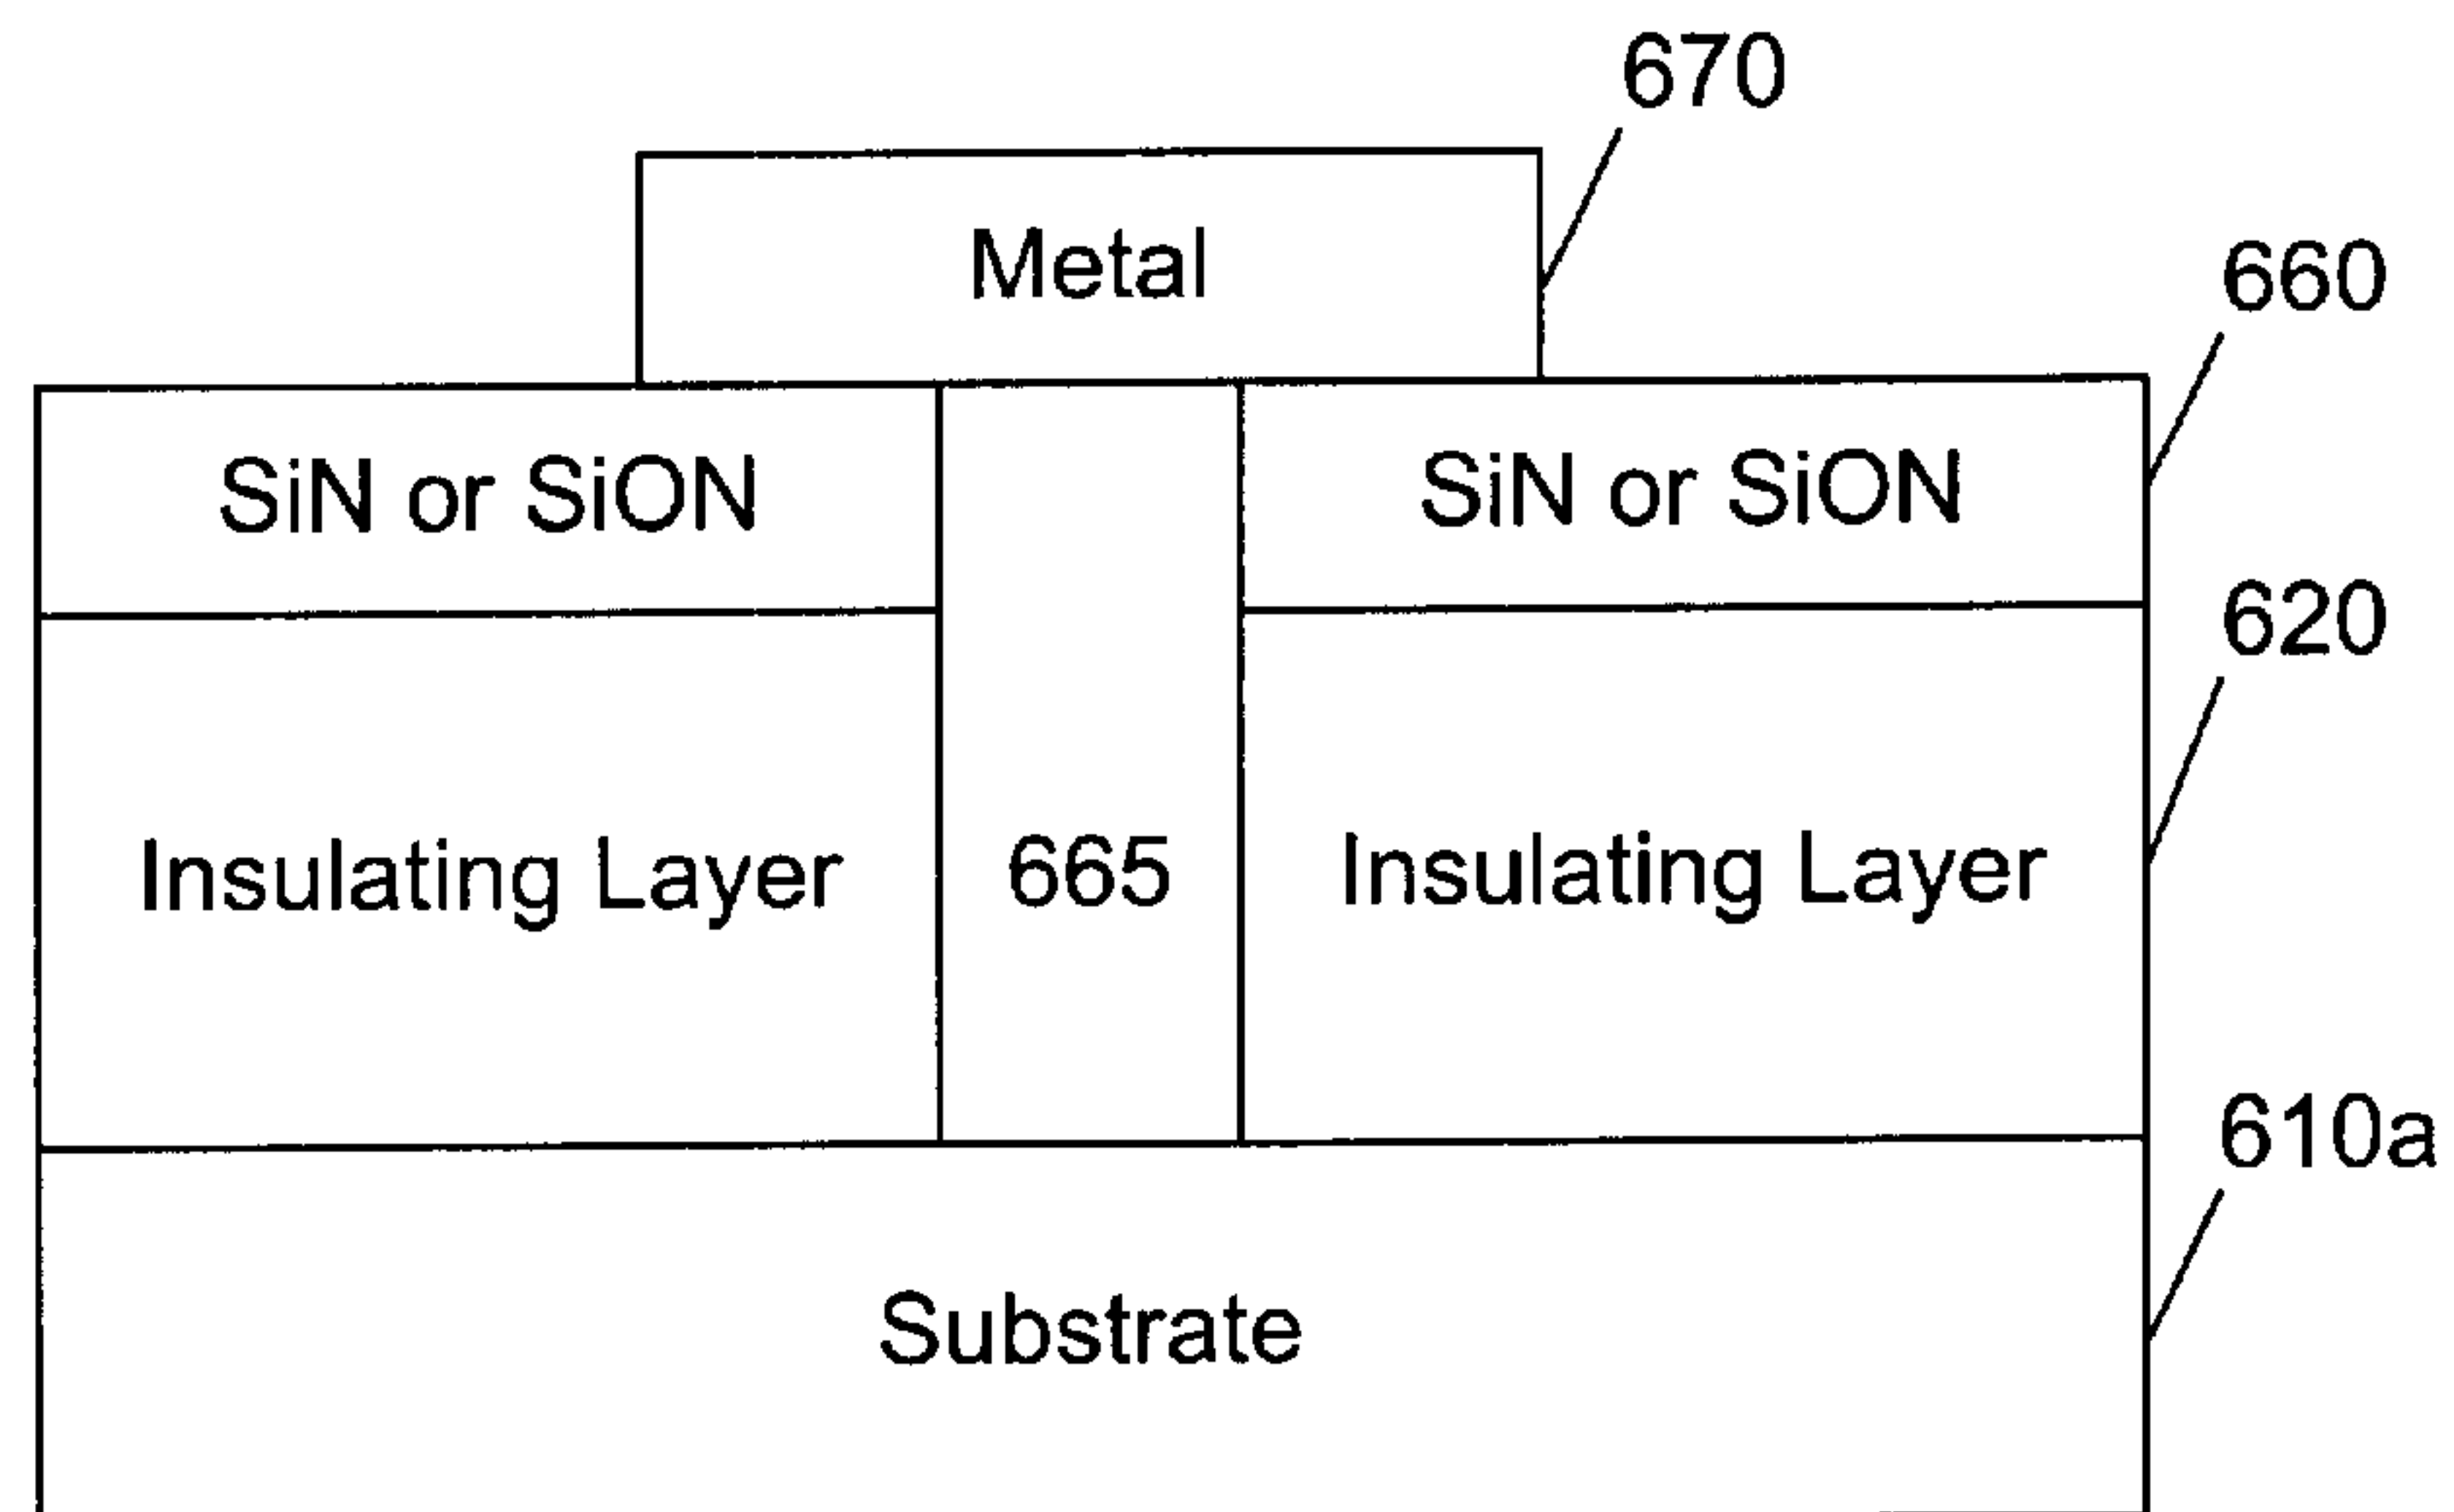 670
Metal
660
SiN or SiON SiN or SiON
620
Insulating Layer 665 Insulating Layer
610a
Substrate